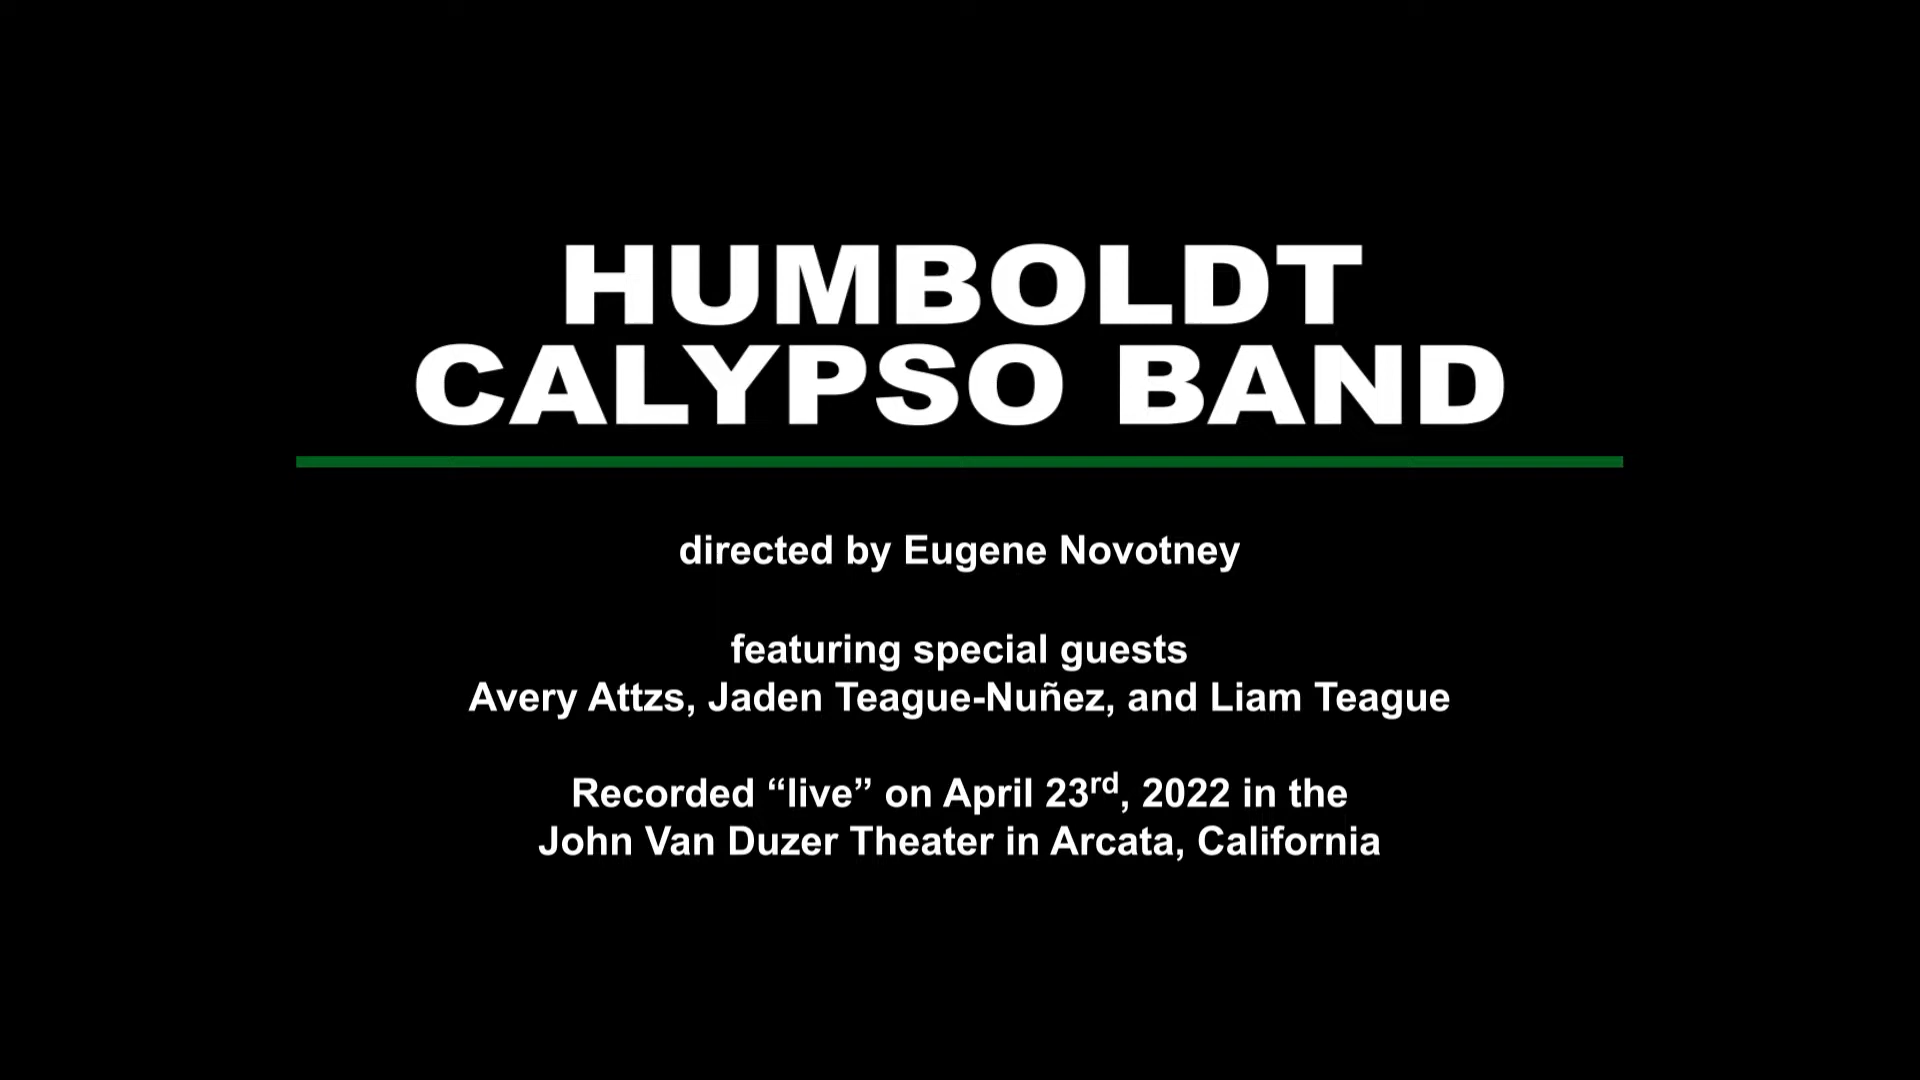 HUMBOLDT
CALYPSO BAND
directed by Eugene Novotney
featuring special guests
Avery Attzs, Jaden Teague-Nuñez, and Liam Teague
Recorded “live” on April 23rd, 2022 in the
John Van Duzer Theater in Arcata, California